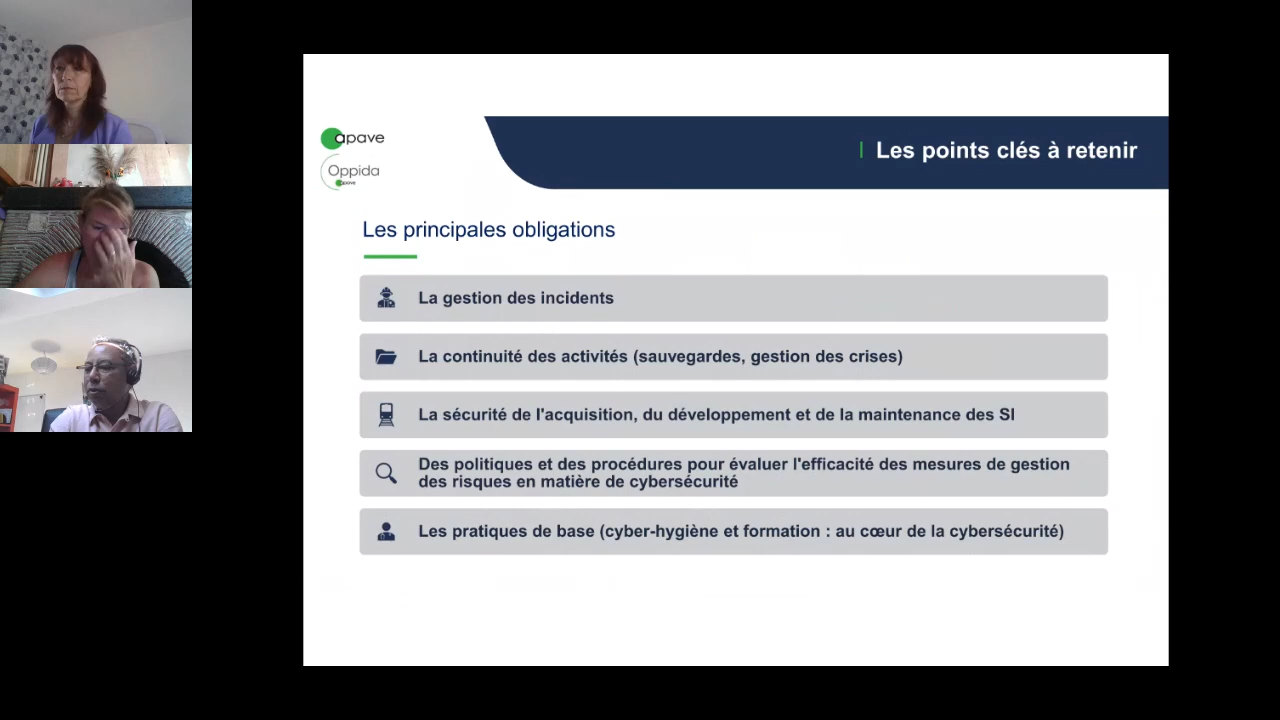 apave
Oppida
apave
Les points clés à retenir
Les principales obligations
La gestion des incidents
La continuité des activités (sauvegardes, gestion des crises)
La sécurité de l'acquisition, du développement et de la maintenance des SI
Des politiques et des procédures pour évaluer l'efficacité des mesures de gestion
des risques en matière de cybersécurité
Les pratiques de base (cyber-hygiène et formation : au cœur de la cybersécurité)